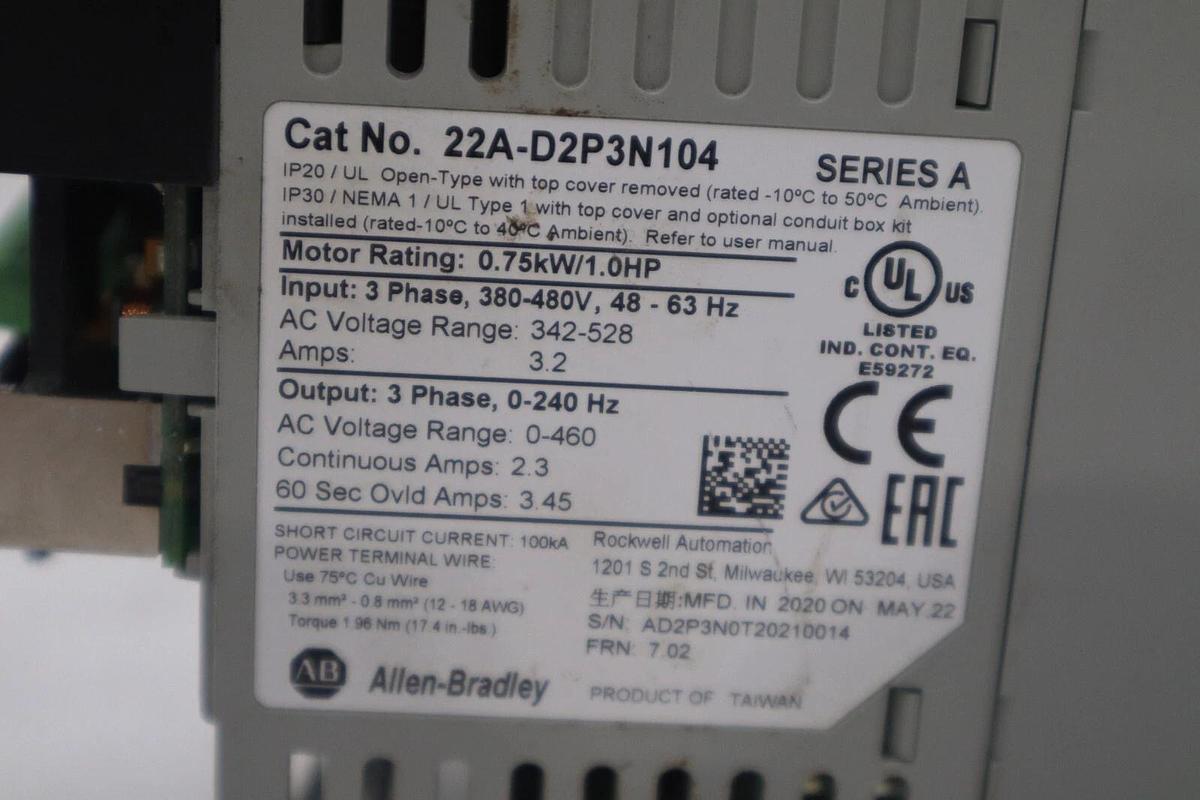 Cat No. 22A-D2P3N104
SERIES A
IP20 / UL Open-Type with top cover removed (rated -10ºC to 50ºC Ambient).
IP30 / NEMA 1 / UL Type 1 with top cover and optional conduit box kit
installed (rated-10ºC to 40ºC Ambient). Refer to user manual.
Motor Rating: 0.75kW/1.0HP
Input: 3 Phase, 380-480V, 48 - 63 Hz
AC Voltage Range: 342-528
Amps: 3.2
Output: 3 Phase, 0-240 Hz
AC Voltage Range: 0-460
Continuous Amps: 2.3
60 Sec Ovld Amps: 3.45
C UL US
LISTED
IND. CONT. EQ.
E59272
CE
EAC
SHORT CIRCUIT CURRENT: 100kA
POWER TERMINAL WIRE:
Use 75ºC Cu Wire
3.3 mm² - 0.8 mm² (12 - 18 AWG)
Torque 1.96 Nm (17.4 in.-lbs.)
Rockwell Automation
1201 S 2nd St, Milwaukee, WI 53204, USA
生产日期:MFD. IN 2020 ON MAY.22
S/N: AD2P3N0T20210014
FRN: 7.02
AB Allen-Bradley
PRODUCT OF TAIWAN